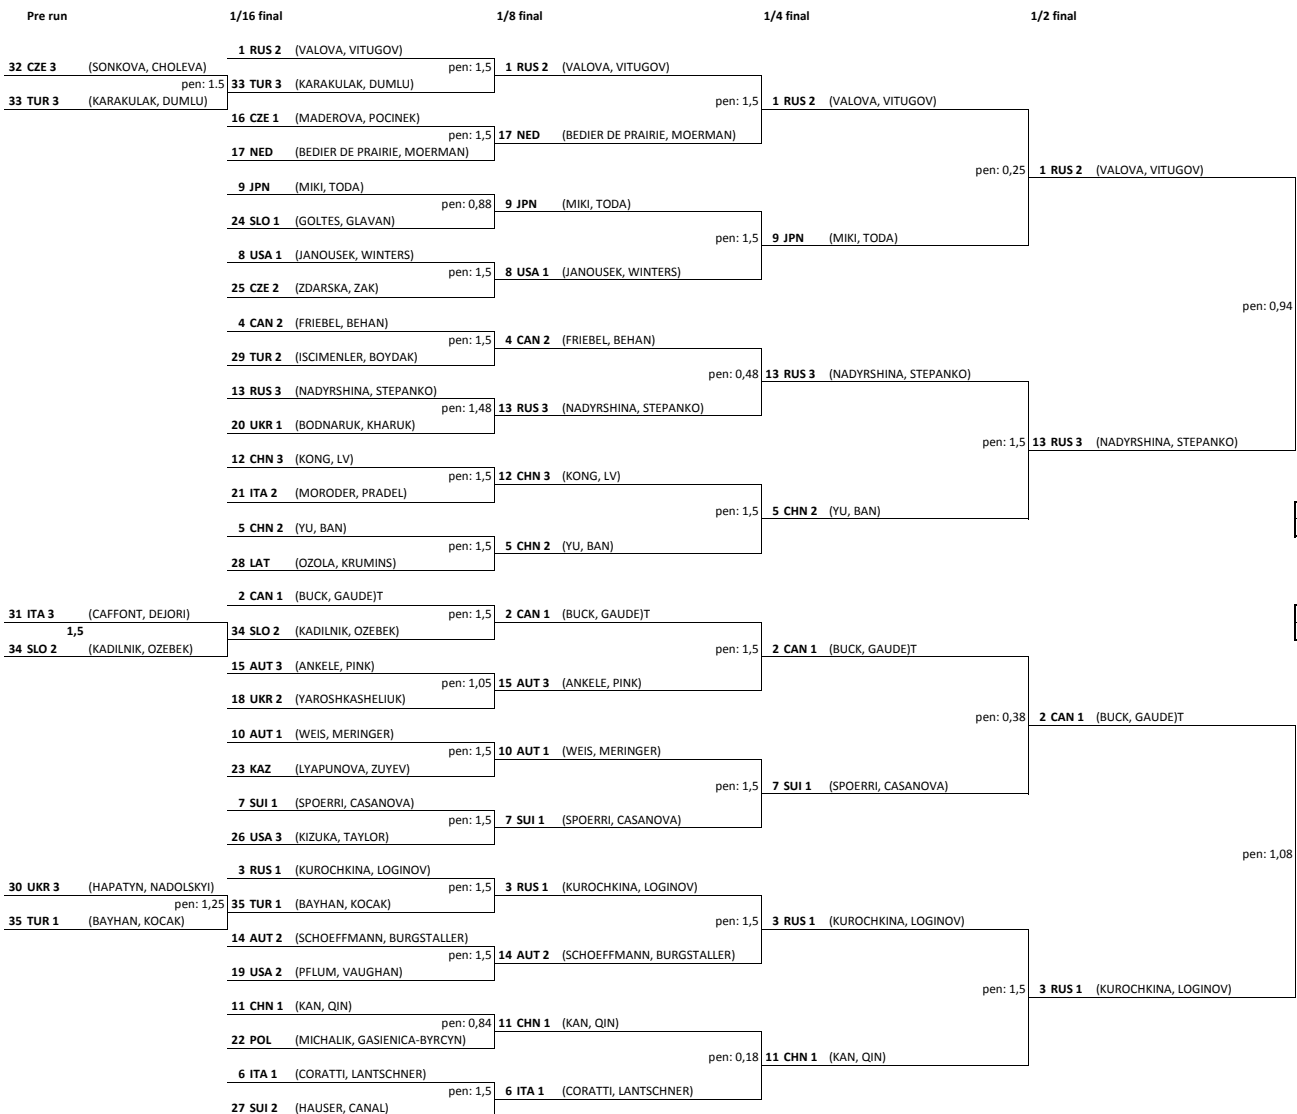 Pre run 1/16 final 1/8 final 1/4 final 1/2 final
1 RUS 2 (VALOVA, VITUGOV)
32 CZE 3 (SONKOVA, CHOLEVA) pen: 1,5 1 RUS 2 (VALOVA, VITUGOV)
pen: 1.5 33 TUR 3 (KARAKULAK, DUMLU)
33 TUR 3 (KARAKULAK, DUMLU) pen: 1,5 1 RUS 2 (VALOVA, VITUGOV)
16 CZE 1 (MADEROVA, POCINEK)
pen: 1,5 17 NED (BEDIER DE PRAIRIE, MOERMAN)
17 NED (BEDIER DE PRAIRIE, MOERMAN)
pen: 0,25 1 RUS 2 (VALOVA, VITUGOV)
9 JPN (MIKI, TODA)
pen: 0,88 9 JPN (MIKI, TODA)
24 SLO 1 (GOLTES, GLAVAN)
pen: 1,5 9 JPN (MIKI, TODA)
8 USA 1 (JANOUSEK, WINTERS)
pen: 1,5 8 USA 1 (JANOUSEK, WINTERS)
25 CZE 2 (ZDARSKA, ZAK)
pen: 0,94
4 CAN 2 (FRIEBEL, BEHAN)
pen: 1,5 4 CAN 2 (FRIEBEL, BEHAN)
29 TUR 2 (ISCIMENLER, BOYDAK)
pen: 0,48 13 RUS 3 (NADYRSHINA, STEPANKO)
13 RUS 3 (NADYRSHINA, STEPANKO)
pen: 1,48 13 RUS 3 (NADYRSHINA, STEPANKO)
20 UKR 1 (BODNARUK, KHARUK)
pen: 1,5 13 RUS 3 (NADYRSHINA, STEPANKO)
12 CHN 3 (KONG, LV)
pen: 1,5 12 CHN 3 (KONG, LV)
21 ITA 2 (MORODER, PRADEL)
pen: 1,5 5 CHN 2 (YU, BAN)
5 CHN 2 (YU, BAN)
pen: 1,5 5 CHN 2 (YU, BAN)
28 LAT (OZOLA, KRUMINS)
2 CAN 1 (BUCK, GAUDE)T
31 ITA 3 (CAFFONT, DEJORI) pen: 1,5 2 CAN 1 (BUCK, GAUDE)T
1,5 34 SLO 2 (KADILNIK, OZEBEK)
34 SLO 2 (KADILNIK, OZEBEK) pen: 1,5 2 CAN 1 (BUCK, GAUDE)T
15 AUT 3 (ANKELE, PINK)
pen: 1,05 15 AUT 3 (ANKELE, PINK)
18 UKR 2 (YAROSHKASHELIUK)
pen: 0,38 2 CAN 1 (BUCK, GAUDE)T
10 AUT 1 (WEIS, MERINGER)
pen: 1,5 10 AUT 1 (WEIS, MERINGER)
23 KAZ (LYAPUNOVA, ZUYEV)
pen: 1,5 7 SUI 1 (SPOERRI, CASANOVA)
7 SUI 1 (SPOERRI, CASANOVA)
pen: 1,5 7 SUI 1 (SPOERRI, CASANOVA)
26 USA 3 (KIZUKA, TAYLOR)
pen: 1,08
3 RUS 1 (KUROCHKINA, LOGINOV)
30 UKR 3 (HAPATYN, NADOLSKYI) pen: 1,5 3 RUS 1 (KUROCHKINA, LOGINOV)
pen: 1,25 35 TUR 1 (BAYHAN, KOCAK)
35 TUR 1 (BAYHAN, KOCAK) pen: 1,5 3 RUS 1 (KUROCHKINA, LOGINOV)
14 AUT 2 (SCHOEFFMANN, BURGSTALLER)
pen: 1,5 14 AUT 2 (SCHOEFFMANN, BURGSTALLER)
19 USA 2 (PFLUM, VAUGHAN)
pen: 1,5 3 RUS 1 (KUROCHKINA, LOGINOV)
11 CHN 1 (KAN, QIN)
pen: 0,84 11 CHN 1 (KAN, QIN)
22 POL (MICHALIK, GASIENICA-BYRCYN)
pen: 0,18 11 CHN 1 (KAN, QIN)
6 ITA 1 (CORATTI, LANTSCHNER)
pen: 1,5 6 ITA 1 (CORATTI, LANTSCHNER)
27 SUI 2 (HAUSER, CANAL)